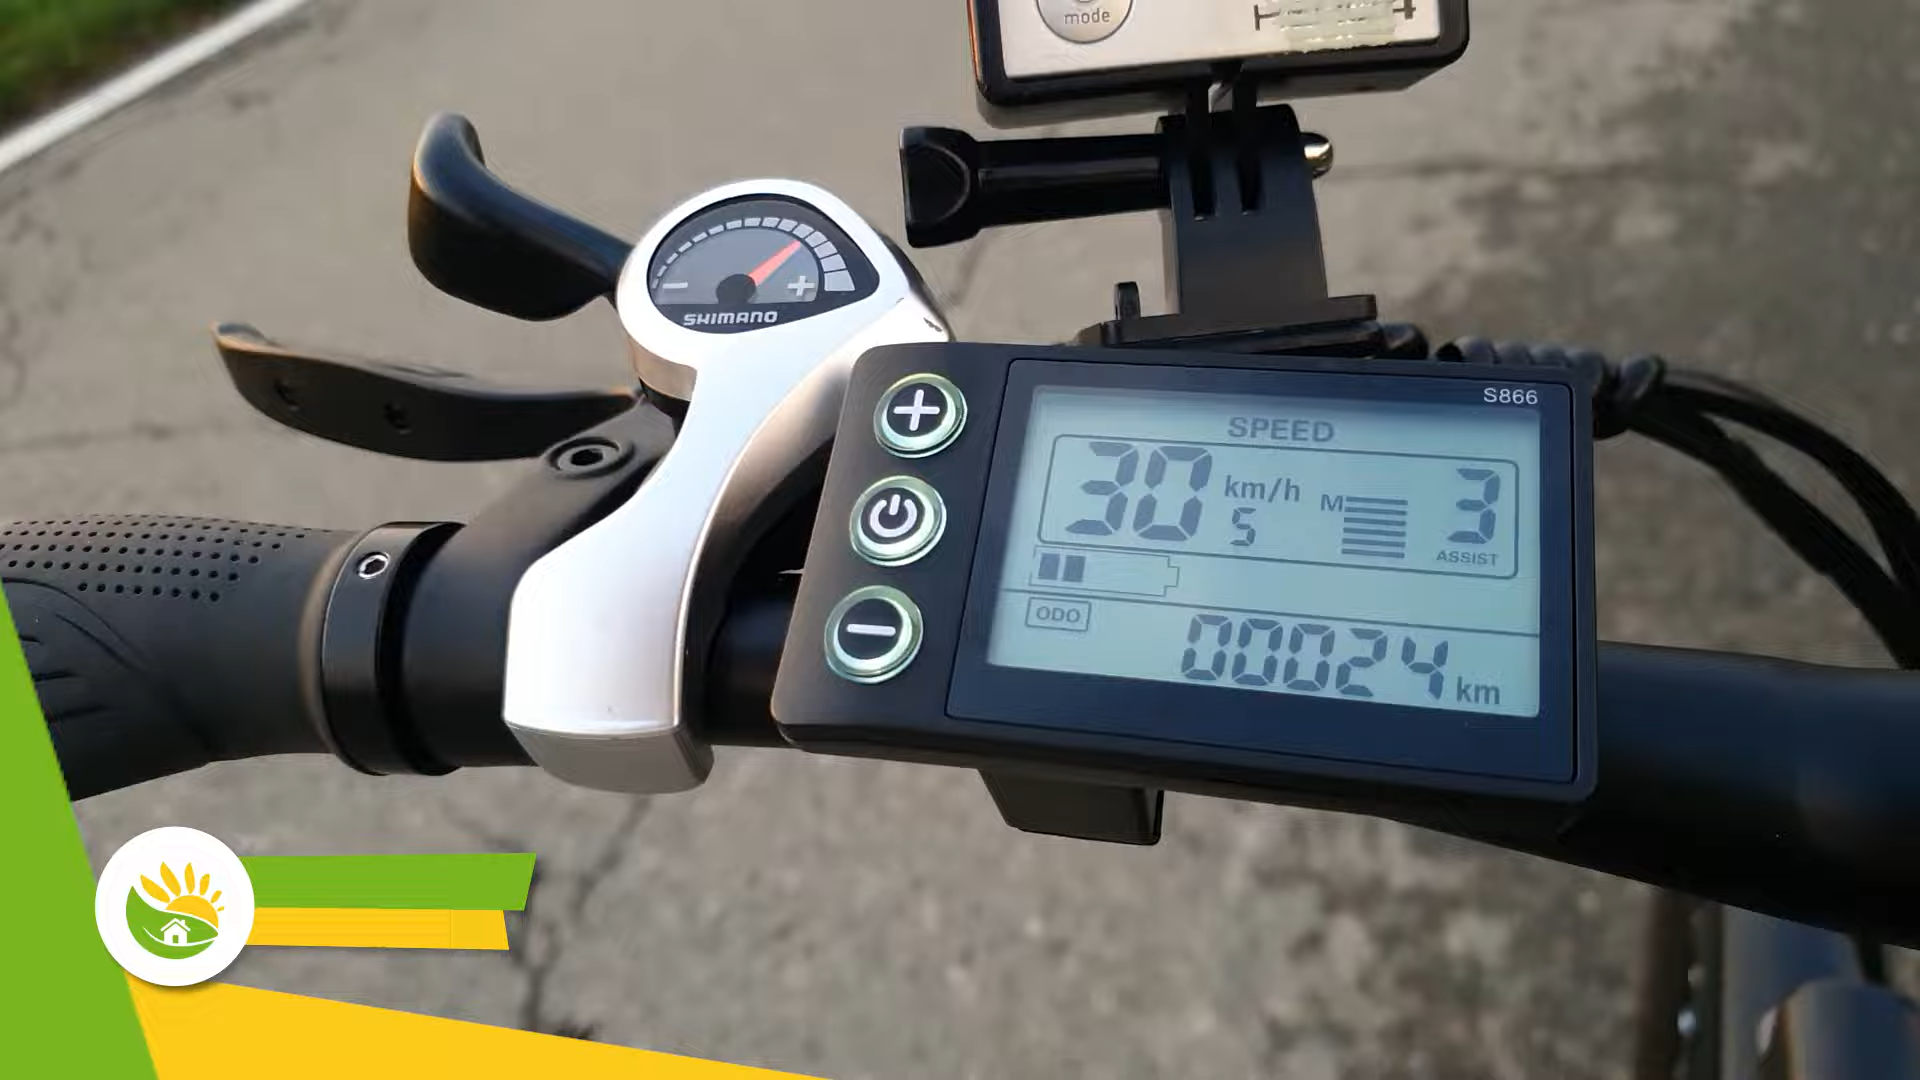 mode
SHIMANO
S866
SPEED
30 km/h
5
M
3
ASSIST
ODO
00024 km